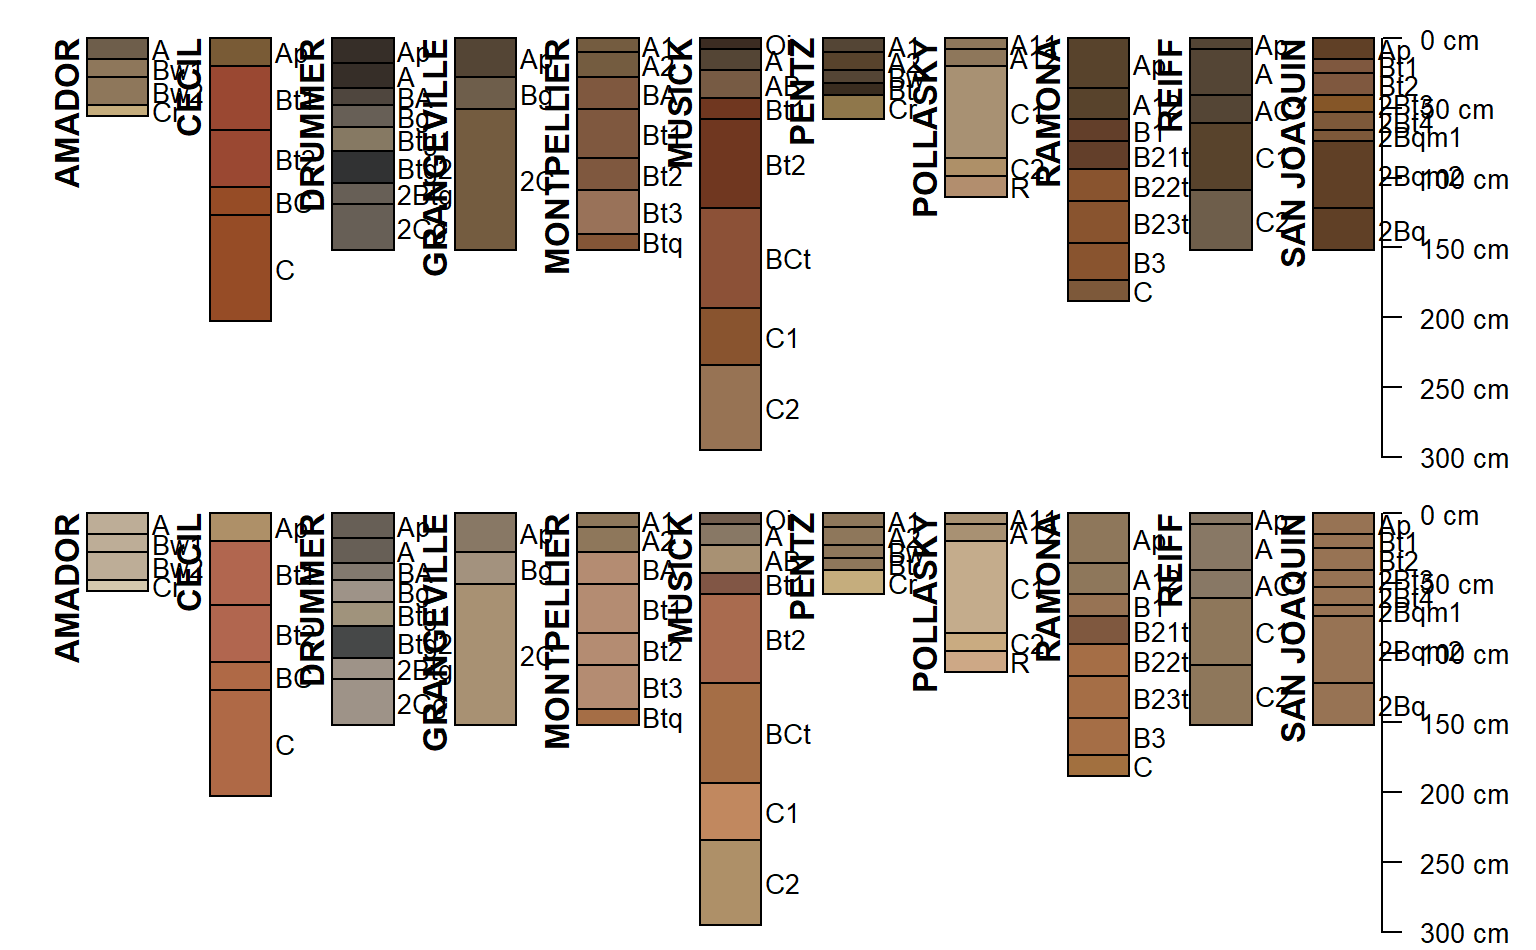 AMADOR
A
Bw1
Bw2
Cr
CECIL
Ap
Bt1
Bt2
BC
C
DRUMMER
Ap
A
BA
Bg
Btg1
Btg2
2Btg
2Cg
GRANGEVILLE
Ap
Bg
2C
MONTPELLIER
A1
A2
BA
Bt1
Bt2
Bt3
Btq
MUSICK
Oi
A
AB
Bt1
Bt2
BCt
C1
C2
PENTZ
A1
A2
Bw
Bt
Cr
POLLASKY
A11
A12
C1
C2
R
RAMONA
Ap
A12
B1
B21t
B22t
B23t
B3
C
REIFF
Ap
A
AC
C1
C2
SAN JOAQUIN
Ap
Bt1
Bt2
2Bt3
2Bt4
2Bqm1
2Bqm2
2Bq
0 cm
50 cm
100 cm
150 cm
200 cm
250 cm
300 cm
AMADOR
A
Bw1
Bw2
Cr
CECIL
Ap
Bt1
Bt2
BC
C
DRUMMER
Ap
A
BA
Bg
Btg1
Btg2
2Btg
2Cg
GRANGEVILLE
Ap
Bg
2C
MONTPELLIER
A1
A2
BA
Bt1
Bt2
Bt3
Btq
MUSICK
Oi
A
AB
Bt1
Bt2
BCt
C1
C2
PENTZ
A1
A2
Bw
Bt
Cr
POLLASKY
A11
A12
C1
C2
R
RAMONA
Ap
A12
B1
B21t
B22t
B23t
B3
C
REIFF
Ap
A
AC
C1
C2
SAN JOAQUIN
Ap
Bt1
Bt2
2Bt3
2Bt4
2Bqm1
2Bqm2
2Bq
0 cm
50 cm
100 cm
150 cm
200 cm
250 cm
300 cm